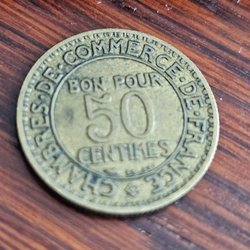 CHAMBRES·DE·COMMERCE·DE·FRANCE
BON POUR
50
CENTIMES